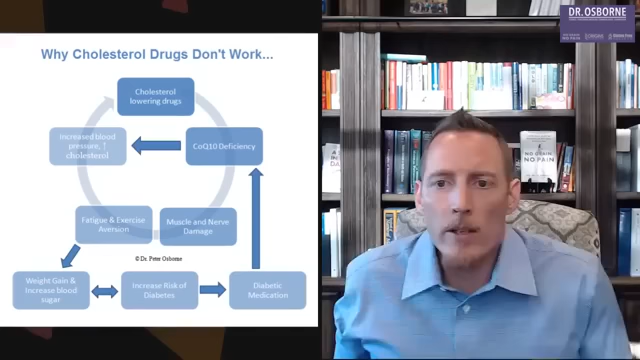 Why Cholesterol Drugs Don't Work...
Cholesterol
lowering drugs
Increased blood
pressure, ↑
cholesterol
CoQ10 Deficiency
Fatigue & Exercise
Aversion
Muscle and Nerve
Damage
© Dr. Peter Osborne
Weight Gain &
Increase blood
sugar
Increase Risk of
Diabetes
Diabetic
Medication
DR. OSBORNE
NO GRAIN
NO PAIN